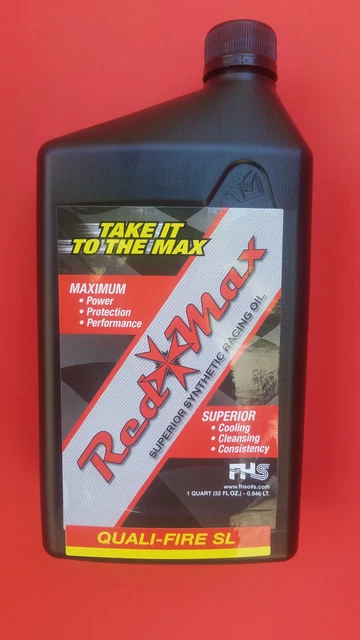 TAKE IT
TO THE MAX
MAXIMUM
• Power
• Protection
• Performance
Red Max
SUPERIOR SYNTHETIC RACING OIL
SUPERIOR
• Cooling
• Cleansing
• Consistency
FHS
www.fhsoils.com
1 QUART (32 FL OZ.) - 0.946 LT.
QUALI-FIRE SL